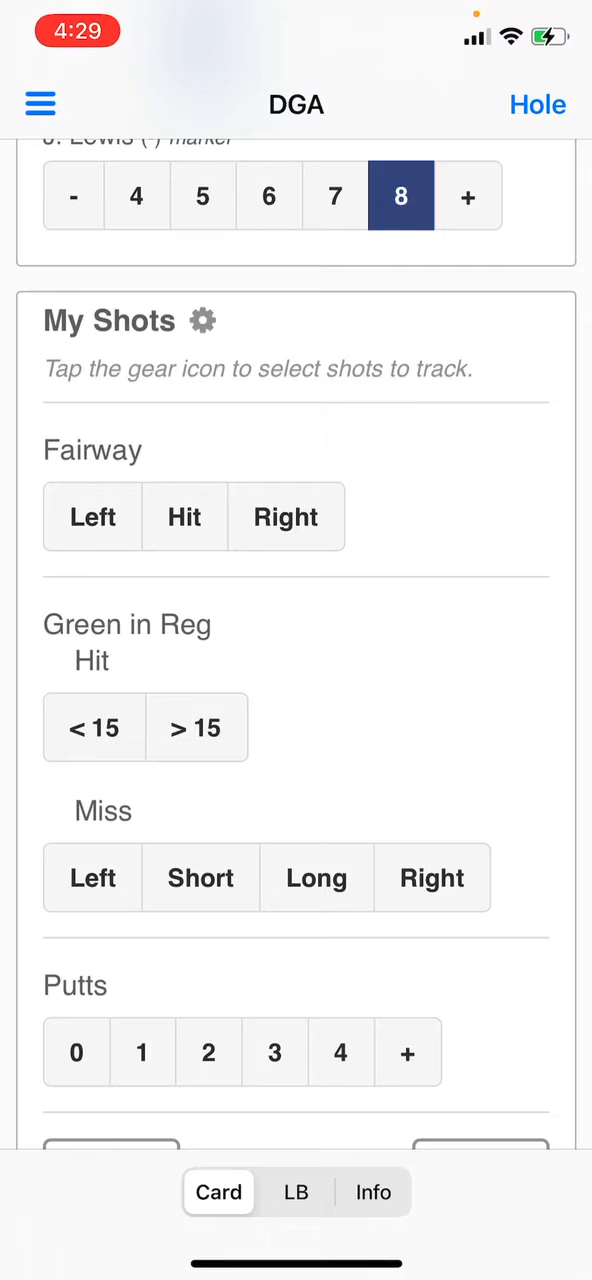 4:29
DGA
Hole
J. Lewis (-) marker
- 4 5 6 7 8 +
My Shots
Tap the gear icon to select shots to track.
Fairway
Left Hit Right
Green in Reg
Hit
< 15 > 15
Miss
Left Short Long Right
Putts
0 1 2 3 4 +
Card LB Info